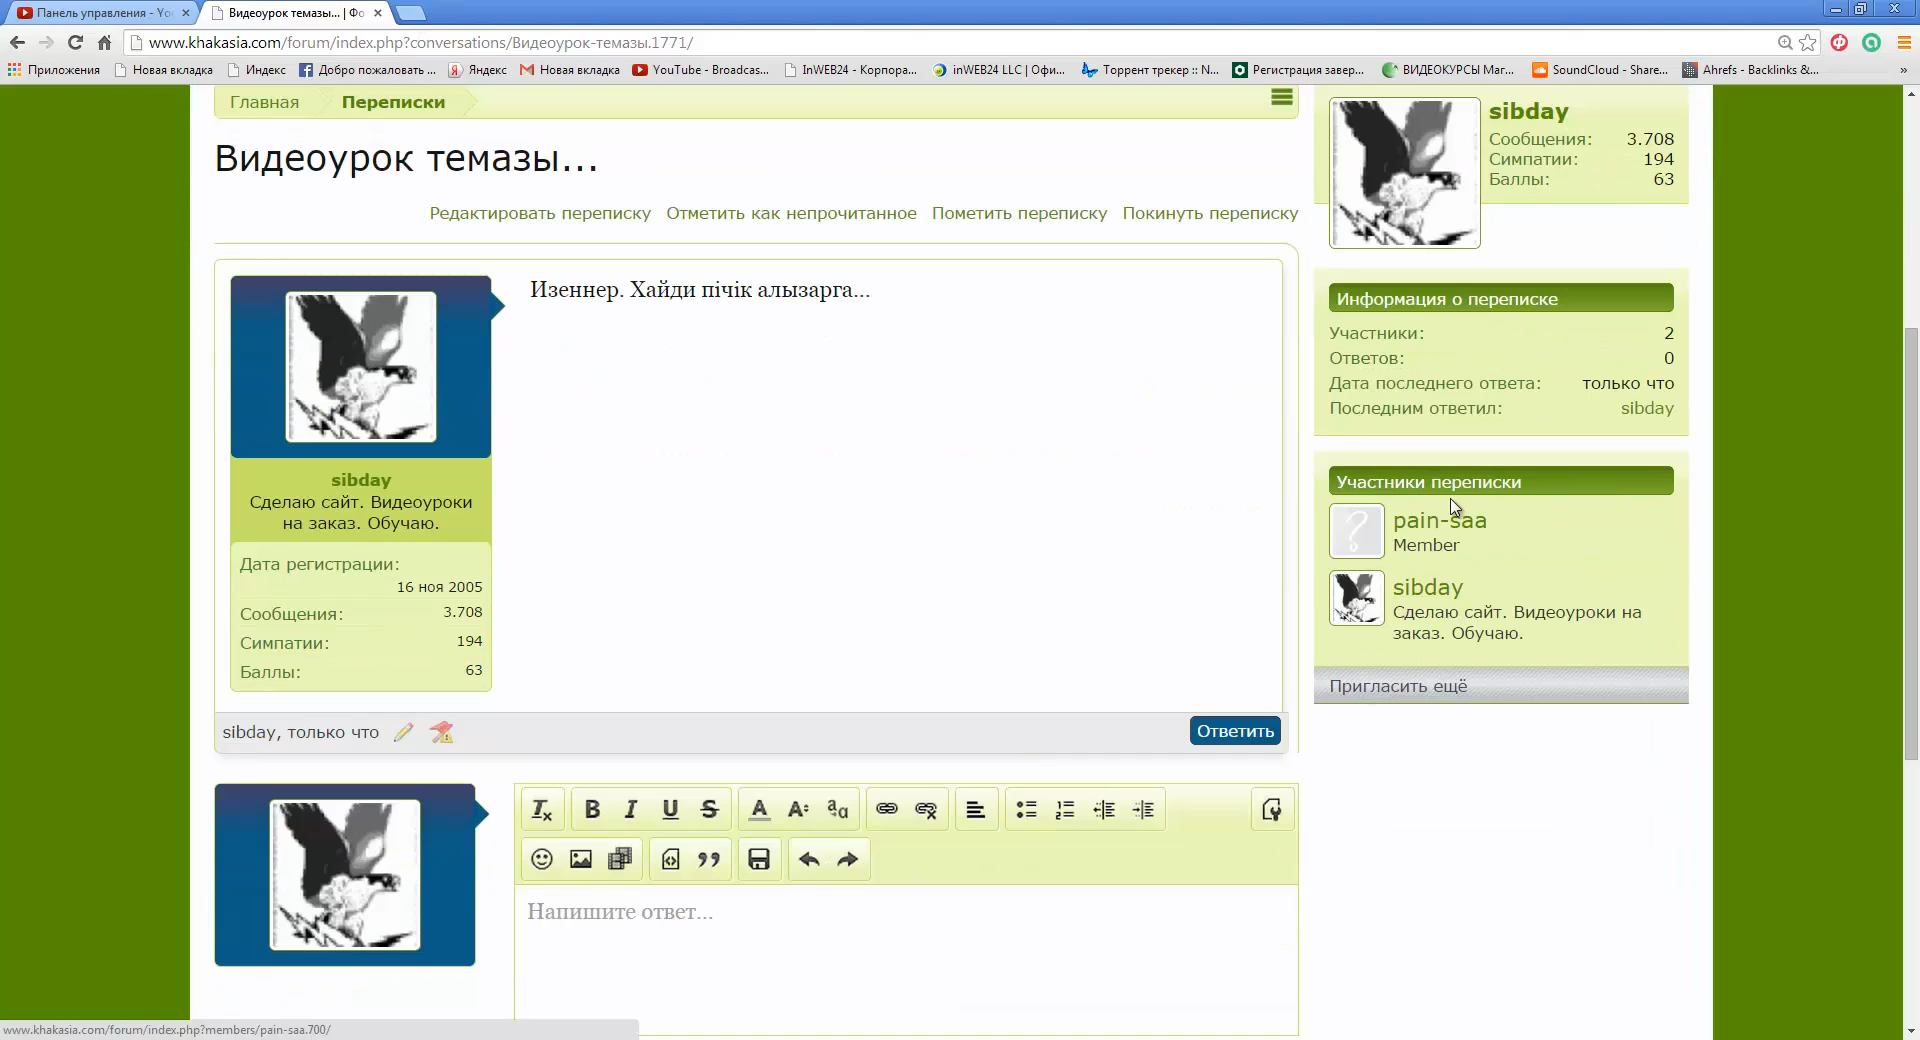 Панель управления - Yo
Видеоурок темазы... | Фо
www.khakasia.com/forum/index.php?conversations/Видеоурок-темазы.1771/
Приложения
Новая вкладка
Индекс
Добро пожаловать ...
Яндекс
Новая вкладка
YouTube - Broadcas...
InWEB24 - Корпора...
inWEB24 LLC | Офи...
Торрент трекер :: N...
Регистрация завер...
ВИДЕОКУРСЫ Маг...
SoundCloud - Share...
Ahrefs - Backlinks &...
»
Главная
Переписки
Видеоурок темазы...
Редактировать переписку Отметить как непрочитанное Пометить переписку Покинуть переписку
Изеннер. Хайди пічік алызарга...
sibday
Сделаю сайт. Видеоуроки
на заказ. Обучаю.
Дата регистрации:
16 ноя 2005
Сообщения: 3.708
Симпатии: 194
Баллы: 63
sibday, только что
Ответить
Напишите ответ...
sibday
Сообщения: 3.708
Симпатии: 194
Баллы: 63
Информация о переписке
Участники: 2
Ответов: 0
Дата последнего ответа: только что
Последним ответил: sibday
Участники переписки
pain-saa
Member
sibday
Сделаю сайт. Видеоуроки на
заказ. Обучаю.
Пригласить ещё
www.khakasia.com/forum/index.php?members/pain-saa.700/